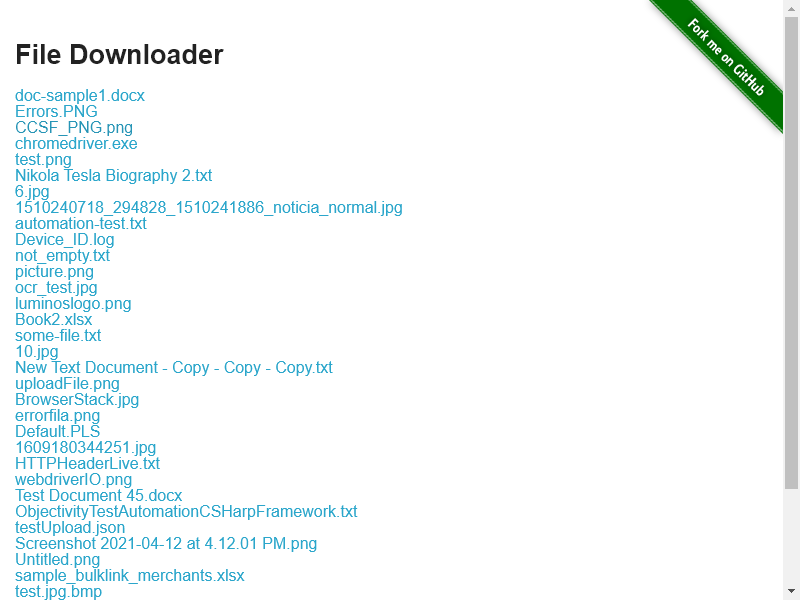 Fork me on GitHub
File Downloader
doc-sample1.docx
Errors.PNG
CCSF_PNG.png
chromedriver.exe
test.png
Nikola Tesla Biography 2.txt
6.jpg
1510240718_294828_1510241886_noticia_normal.jpg
automation-test.txt
Device_ID.log
not_empty.txt
picture.png
ocr_test.jpg
luminoslogo.png
Book2.xlsx
some-file.txt
10.jpg
New Text Document - Copy - Copy - Copy.txt
uploadFile.png
BrowserStack.jpg
errorfila.png
Default.PLS
1609180344251.jpg
HTTPHeaderLive.txt
webdriverIO.png
Test Document 45.docx
ObjectivityTestAutomationCSHarpFramework.txt
testUpload.json
Screenshot 2021-04-12 at 4.12.01 PM.png
Untitled.png
sample_bulklink_merchants.xlsx
test.jpg.bmp